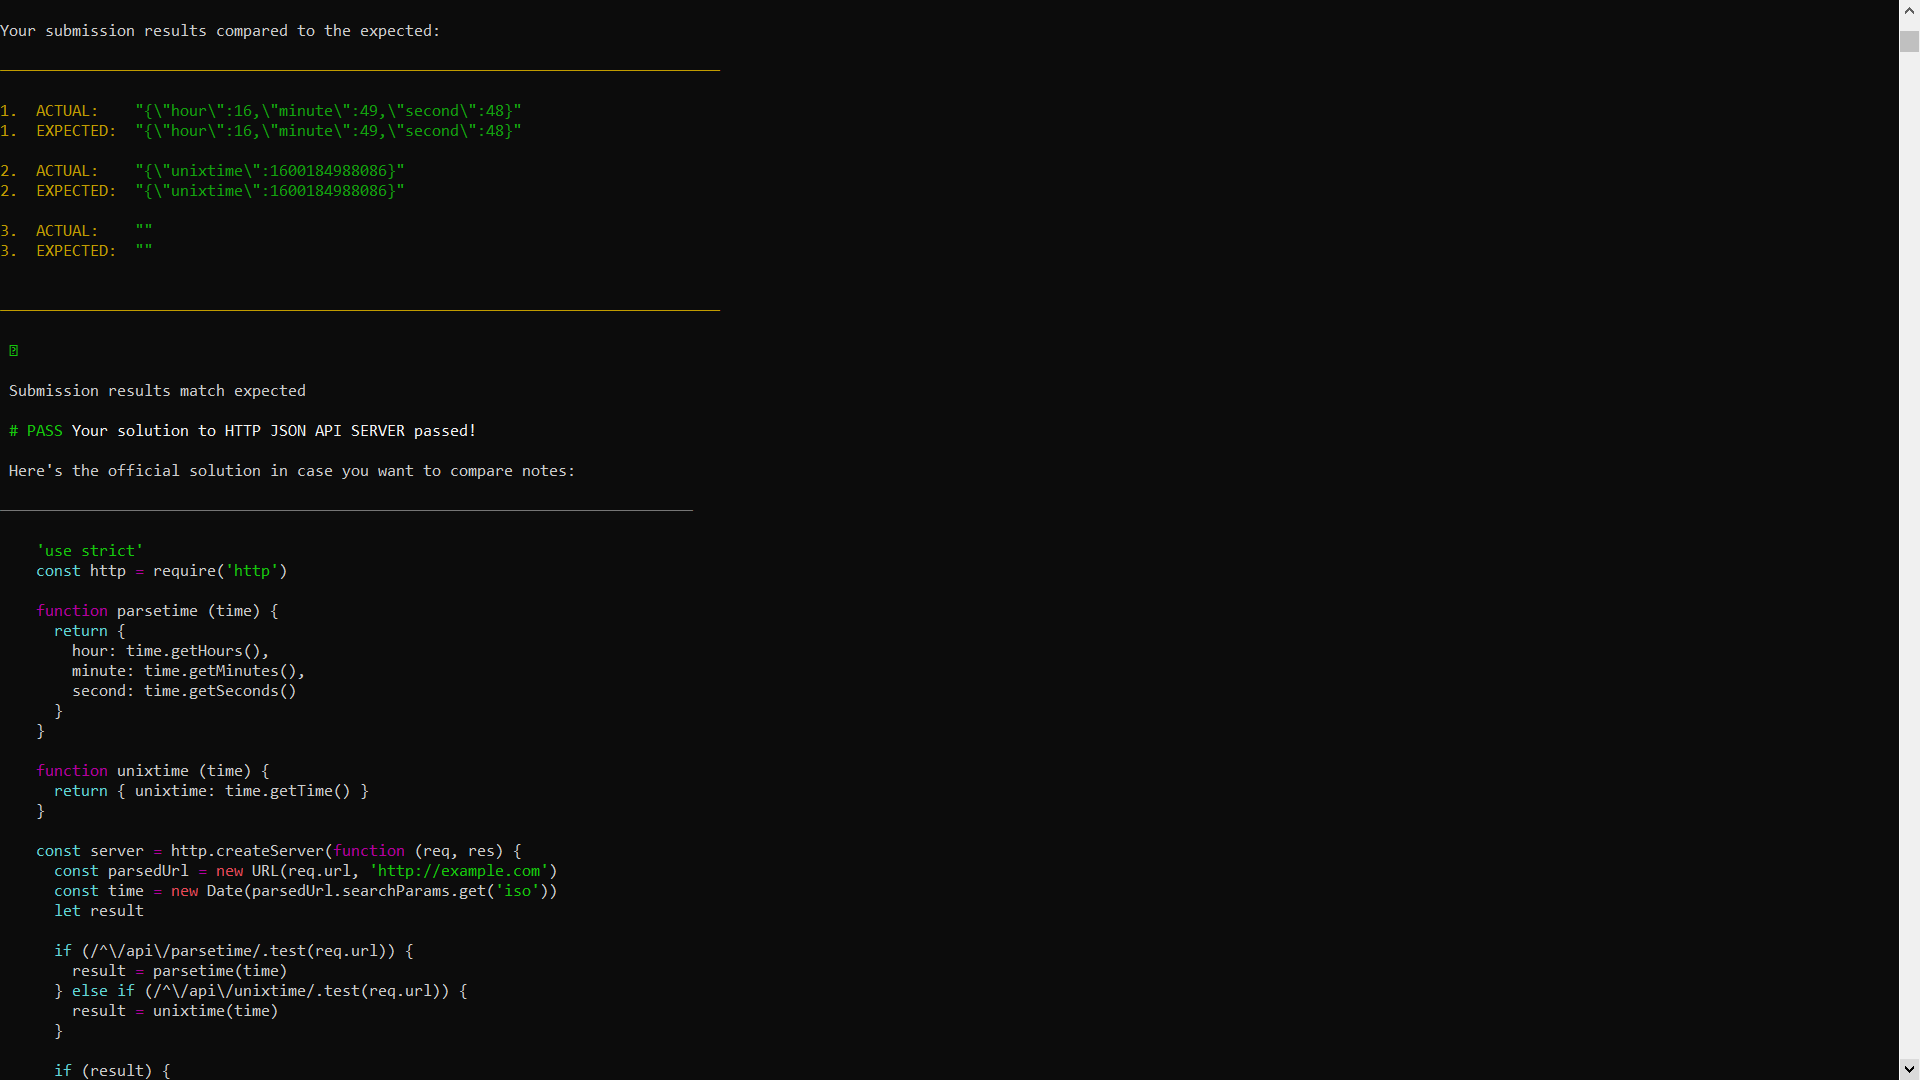 Your submission results compared to the expected:
1.  ACTUAL:    "{\"hour\":16,\"minute\":49,\"second\":48}"
1.  EXPECTED:  "{\"hour\":16,\"minute\":49,\"second\":48}"
2.  ACTUAL:    "{\"unixtime\":1600184988086}"
2.  EXPECTED:  "{\"unixtime\":1600184988086}"
3.  ACTUAL:    ""
3.  EXPECTED:  ""
Submission results match expected
# PASS Your solution to HTTP JSON API SERVER passed!
Here's the official solution in case you want to compare notes:
'use strict'
const http = require('http')
function parsetime (time) {
  return {
    hour: time.getHours(),
    minute: time.getMinutes(),
    second: time.getSeconds()
  }
}
function unixtime (time) {
  return { unixtime: time.getTime() }
}
const server = http.createServer(function (req, res) {
  const parsedUrl = new URL(req.url, 'http://example.com')
  const time = new Date(parsedUrl.searchParams.get('iso'))
  let result
  if (/^\/api\/parsetime/.test(req.url)) {
    result = parsetime(time)
  } else if (/^\/api\/unixtime/.test(req.url)) {
    result = unixtime(time)
  }
  if (result) {